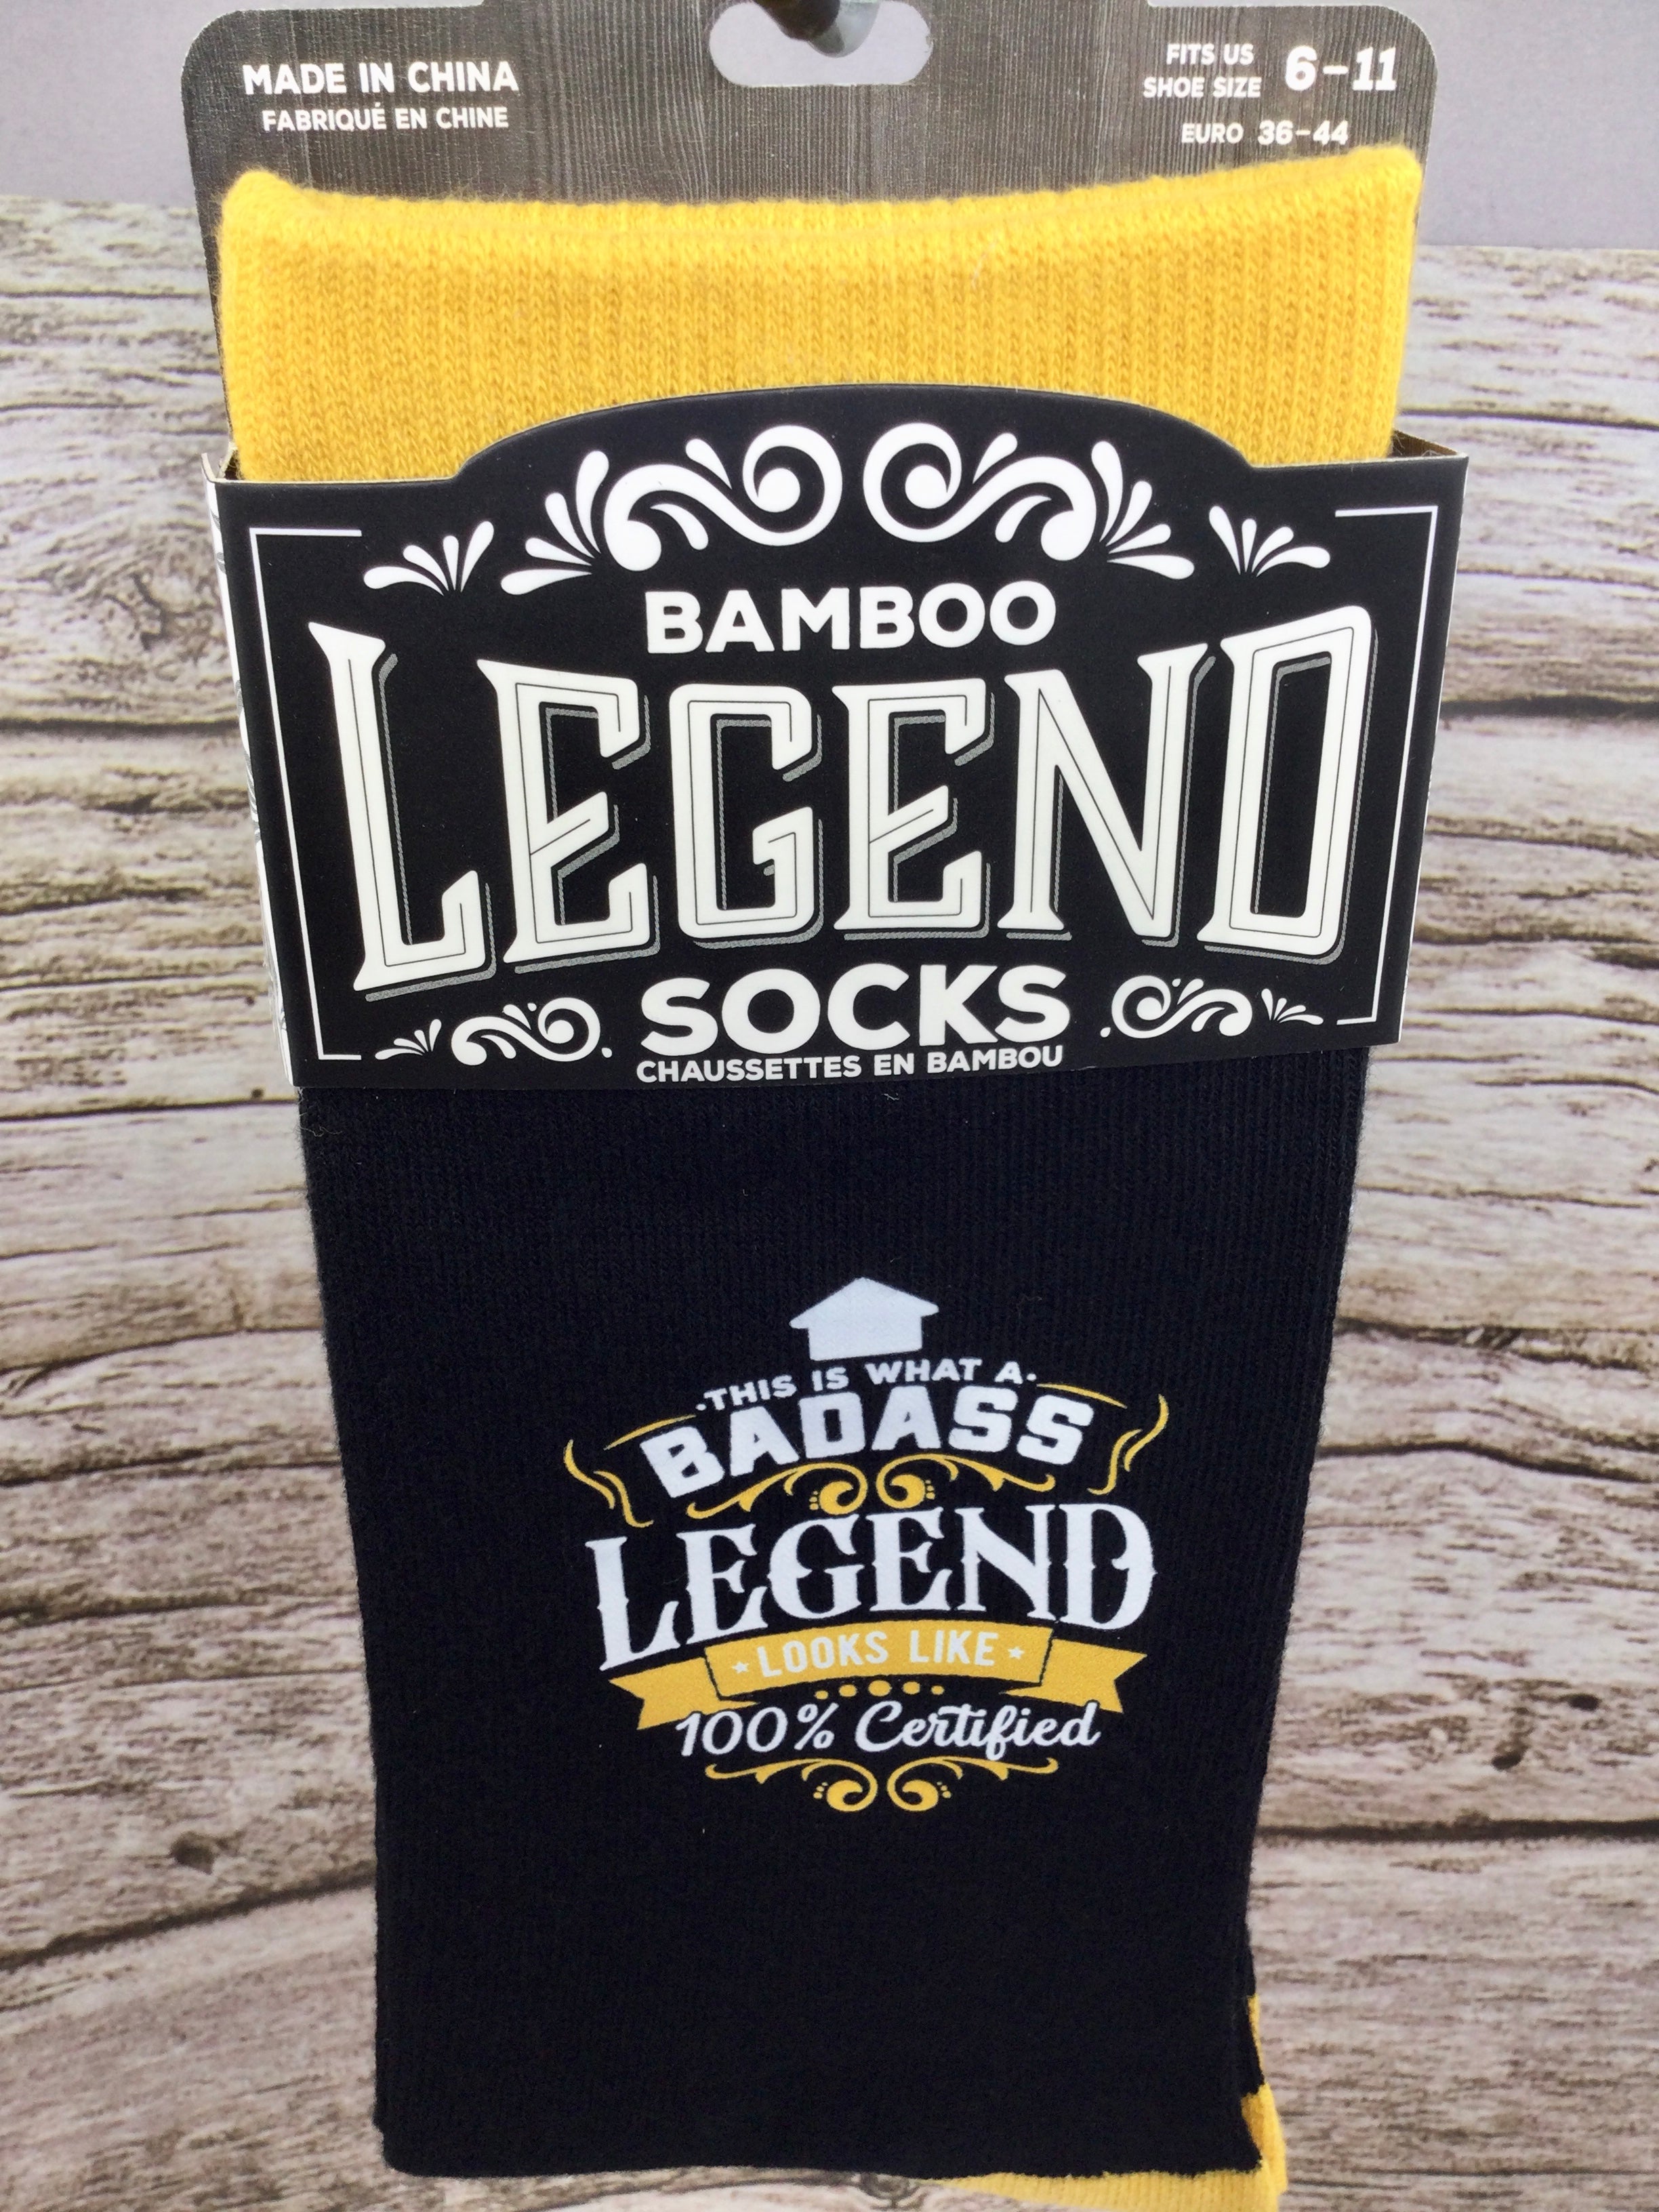 MADE IN CHINA
FABRIQUÉ EN CHINE
FITS US
SHOE SIZE 6-11
EURO 36-44
BAMBOO
LEGEND
SOCKS
CHAUSSETTES EN BAMBOU
·THIS IS WHAT A·
BADASS
LEGEND
LOOKS LIKE
100% Certified